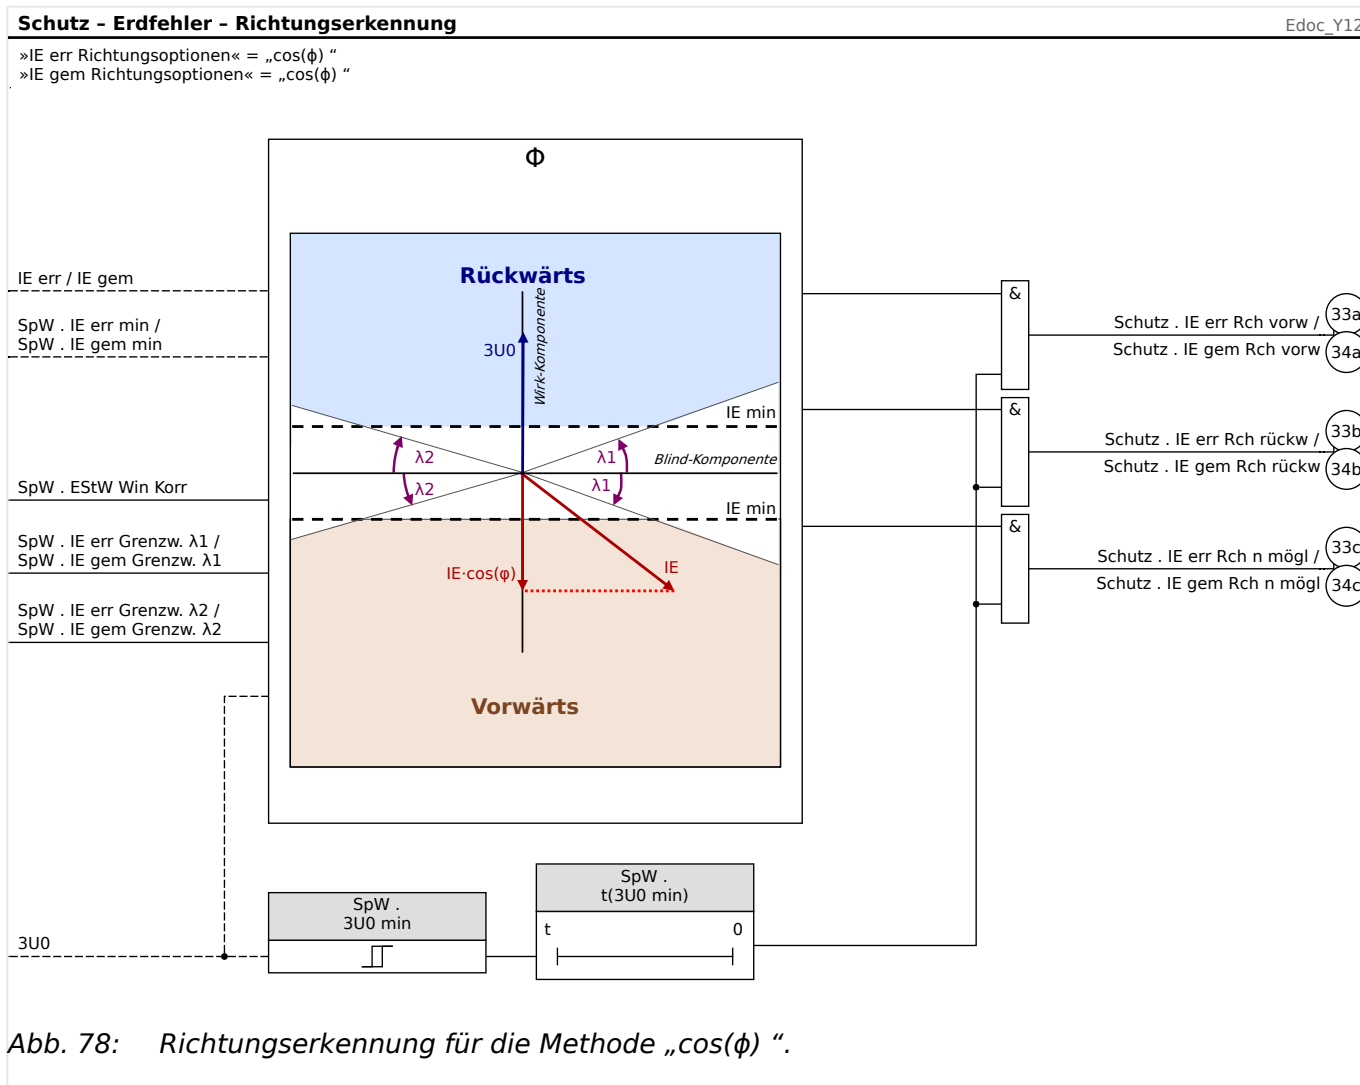 Schutz – Erdfehler – Richtungserkennung
Edoc_Y12
»IE err Richtungsoptionen« = „cos(ϕ) “
»IE gem Richtungsoptionen« = „cos(ϕ) “
Φ
Rückwärts
Wirk-Komponente
3U0
IE min
λ2
λ1
Blind-Komponente
λ2
λ1
IE min
IE·cos(φ)
IE
Vorwärts
IE err / IE gem
SpW . IE err min /
SpW . IE gem min
SpW . EStW Win Korr
SpW . IE err Grenzw. λ1 /
SpW . IE gem Grenzw. λ1
SpW . IE err Grenzw. λ2 /
SpW . IE gem Grenzw. λ2
3U0
SpW .
3U0 min
SpW .
t(3U0 min)
t
0
&
Schutz . IE err Rch vorw /
33a
Schutz . IE gem Rch vorw
34a
&
Schutz . IE err Rch rückw /
33b
Schutz . IE gem Rch rückw
34b
&
Schutz . IE err Rch n mögl /
33c
Schutz . IE gem Rch n mögl
34c
Abb. 78: Richtungserkennung für die Methode „cos(ϕ) “.